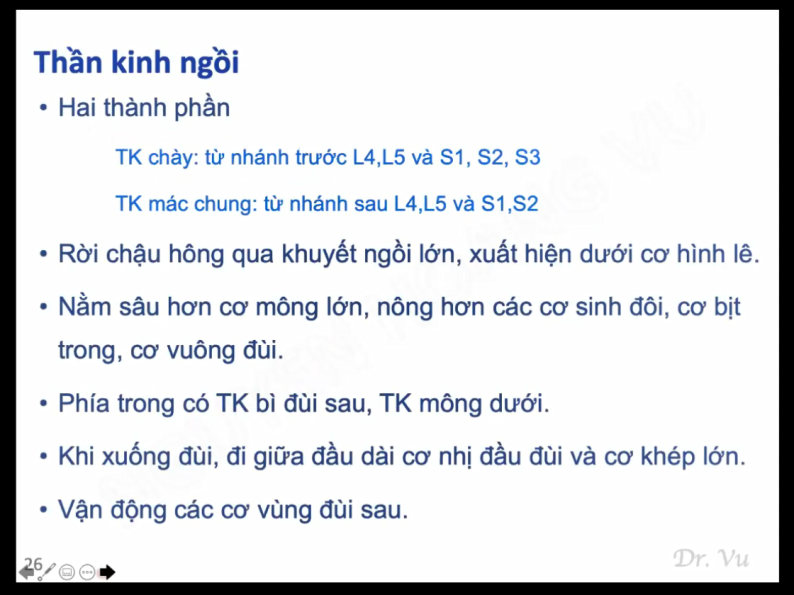 Thần kinh ngồi
• Hai thành phần
TK chày: từ nhánh trước L4,L5 và S1, S2, S3
TK mác chung: từ nhánh sau L4,L5 và S1,S2
• Rời chậu hông qua khuyết ngồi lớn, xuất hiện dưới cơ hình lê.
• Nằm sâu hơn cơ mông lớn, nông hơn các cơ sinh đôi, cơ bịt
trong, cơ vuông đùi.
• Phía trong có TK bì đùi sau, TK mông dưới.
• Khi xuống đùi, đi giữa đầu dài cơ nhị đầu đùi và cơ khép lớn.
• Vận động các cơ vùng đùi sau.
26
Dr. Vu